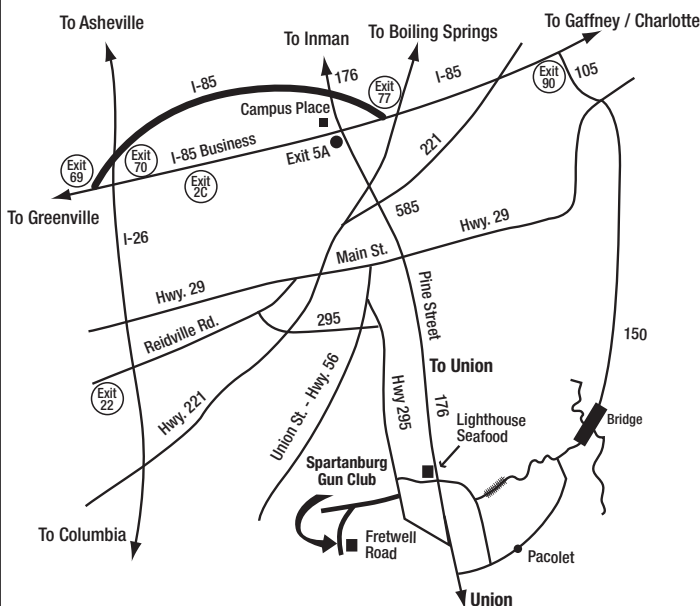 To Asheville
To Inman
To Boiling Springs
To Gaffney / Charlotte
I-85
176
Exit
77
I-85
Exit
90
105
Campus Place
Exit 5A
221
Exit
69
Exit
70
I-85 Business
Exit
2C
To Greenville
I-26
585
Hwy. 29
Main St.
Hwy. 29
Reidville Rd.
295
Pine Street
150
Exit
22
Hwy. 221
Union St. - Hwy. 56
Hwy 295
To Union
176
Lighthouse
Seafood
Bridge
Spartanburg
Gun Club
Fretwell
Road
To Columbia
Pacolet
Union